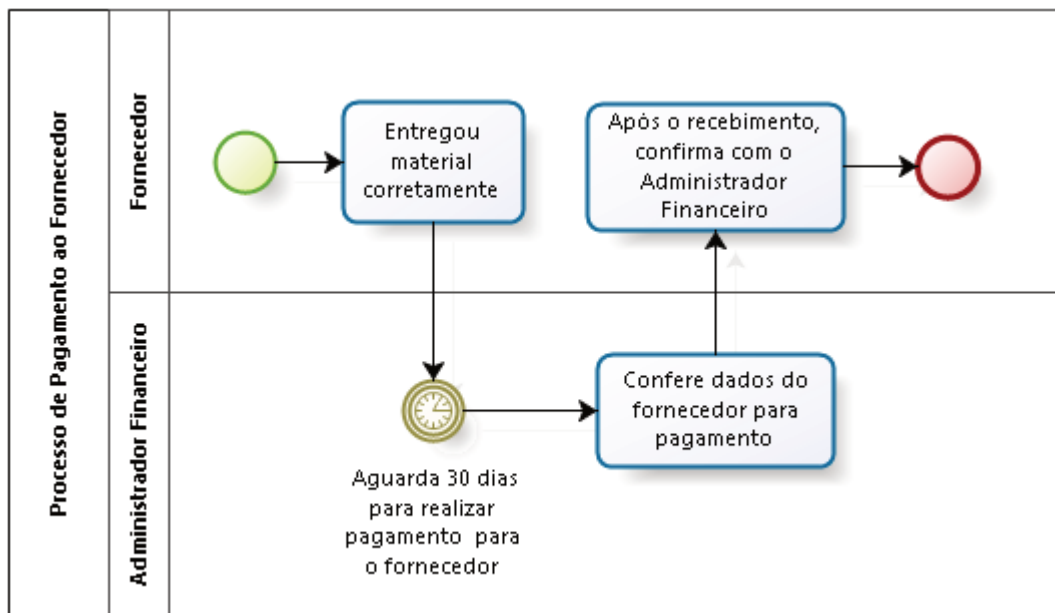 Processo de Pagamento ao Fornecedor
Fornecedor
Entregou
material
corretamente
Após o recebimento,
confirma com o
Administrador
Financeiro
Administrador Financeiro
Aguarda 30 dias
para realizar
pagamento para
o fornecedor
Confere dados do
fornecedor para
pagamento